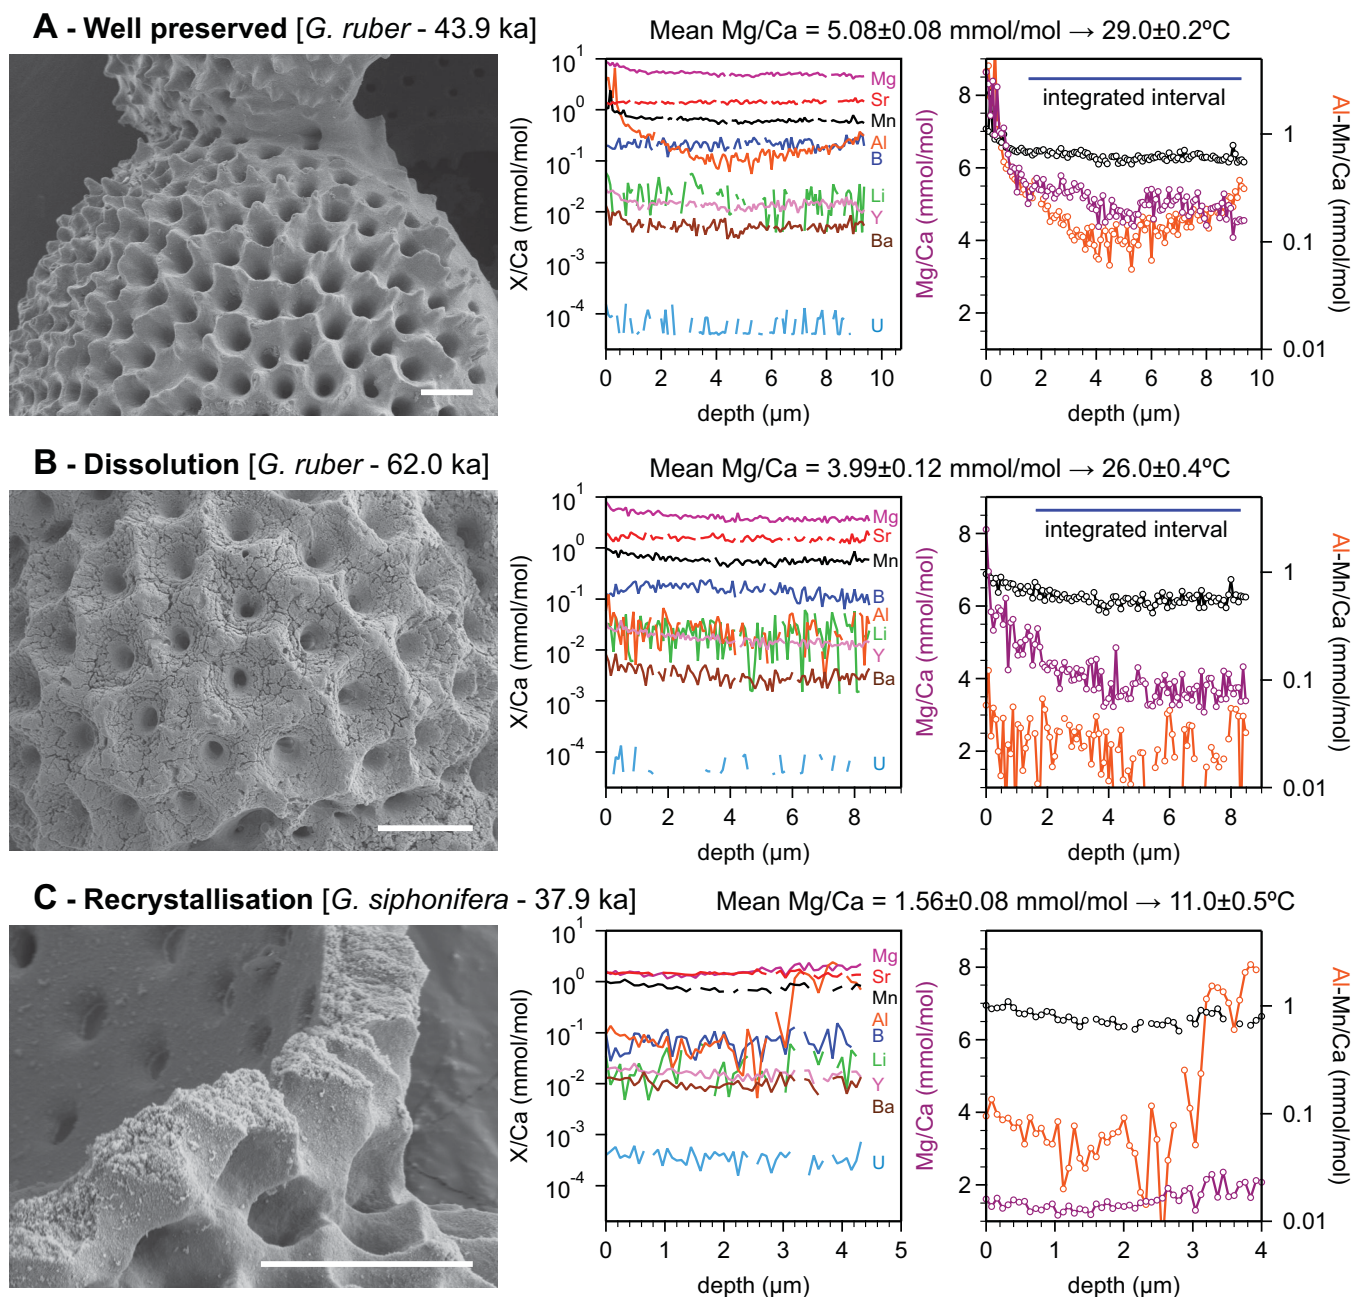 A - Well preserved [G. ruber - 43.9 ka]
Mean Mg/Ca = 5.08±0.08 mmol/mol → 29.0±0.2ºC
X/Ca (mmol/mol)
10^1
10^0
10^-1
10^-2
10^-3
10^-4
Mg
Sr
Mn
Al
B
Li
Y
Ba
U
0 2 4 6 8 10
depth (µm)
Mg/Ca (mmol/mol)
8
6
4
2
integrated interval
1
0.1
0.01
Al-Mn/Ca (mmol/mol)
0 2 4 6 8 10
depth (µm)
B - Dissolution [G. ruber - 62.0 ka]
Mean Mg/Ca = 3.99±0.12 mmol/mol → 26.0±0.4ºC
X/Ca (mmol/mol)
10^1
10^0
10^-1
10^-2
10^-3
10^-4
Mg
Sr
Mn
B
Al
Li
Y
Ba
U
0 2 4 6 8
depth (µm)
Mg/Ca (mmol/mol)
8
6
4
2
integrated interval
1
0.1
0.01
Al-Mn/Ca (mmol/mol)
0 2 4 6 8
depth (µm)
C - Recrystallisation [G. siphonifera - 37.9 ka]
Mean Mg/Ca = 1.56±0.08 mmol/mol → 11.0±0.5ºC
X/Ca (mmol/mol)
10^1
10^0
10^-1
10^-2
10^-3
10^-4
Mg
Sr
Mn
Al
B
Li
Y
Ba
U
0 1 2 3 4 5
depth (µm)
Mg/Ca (mmol/mol)
8
6
4
2
1
0.1
0.01
Al-Mn/Ca (mmol/mol)
0 1 2 3 4
depth (µm)